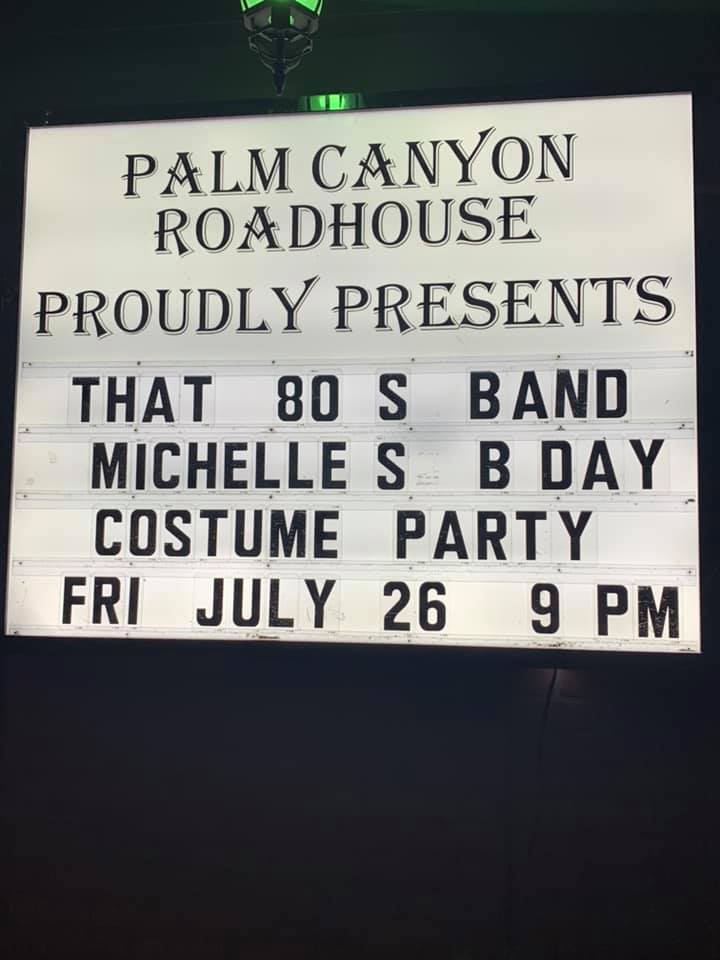 PALM CANYON
ROADHOUSE
PROUDLY PRESENTS
THAT 80 S BAND
MICHELLE S B DAY
COSTUME PARTY
FRI JULY 26 9 PM